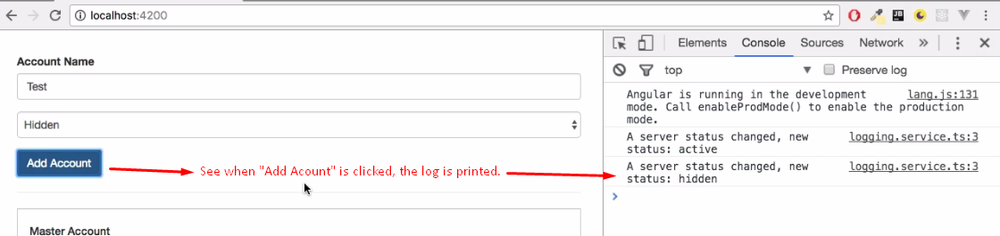 localhost:4200
Elements Console Sources Network »
top Preserve log
Account Name
Test
Hidden
Add Account
See when "Add Acount" is clicked, the log is printed.
Master Account
Angular is running in the development lang.js:131
mode. Call enableProdMode() to enable the production
mode.
A server status changed, new logging.service.ts:3
status: active
A server status changed, new logging.service.ts:3
status: hidden